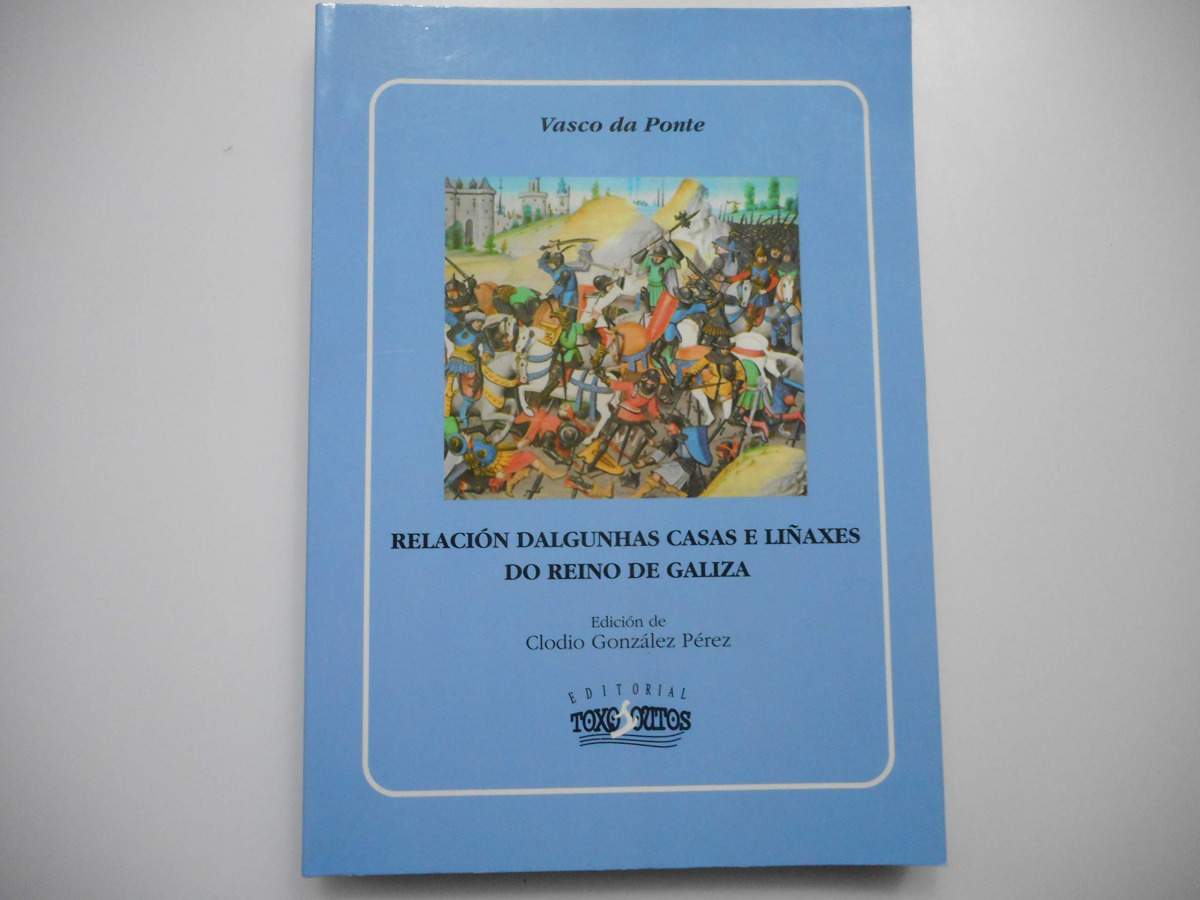 Vasco da Ponte
RELACIÓN DALGUNHAS CASAS E LIÑAXES
DO REINO DE GALIZA
Edición de
Clodio González Pérez
EDITORIAL
TOXOSOUTOS